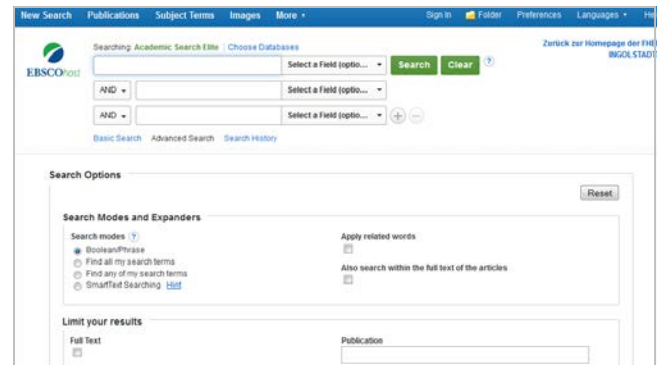 New Search Publications Subject Terms Images More Sign In Folder Preferences Languages He
Searching: Academic Search Elite Choose Databases
Zurück zur Homepage der FHI
INGOLSTADT
EBSCOhost
Select a Field (optio... Search Clear ?
AND Select a Field (optio...
AND Select a Field (optio... + −
Basic Search Advanced Search Search History
Search Options
Reset
Search Modes and Expanders
Search modes ?
Boolean/Phrase
Find all my search terms
Find any of my search terms
SmartText Searching Hint
Apply related words
Also search within the full text of the articles
Limit your results
Full Text
Publication